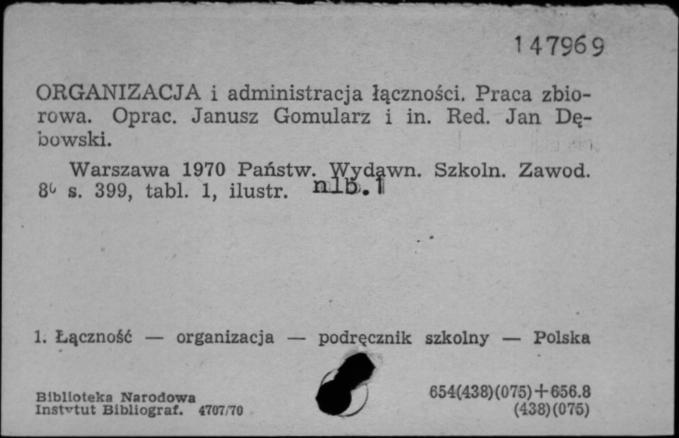 147969
ORGANIZACJA i administracja łączności. Praca zbio-
rowa. Oprac. Janusz Gomularz i in. Red. Jan Dę-
bowski.
Warszawa 1970 Państw. Wydawn. Szkoln. Zawod.
8° s. 399, tabl. 1, ilustr. nlb.1
1. Łączność — organizacja — podręcznik szkolny — Polska
Biblioteka Narodowa
Instytut Bibliograf. 4707/70
654(438)(075)+656.8
(438)(075)